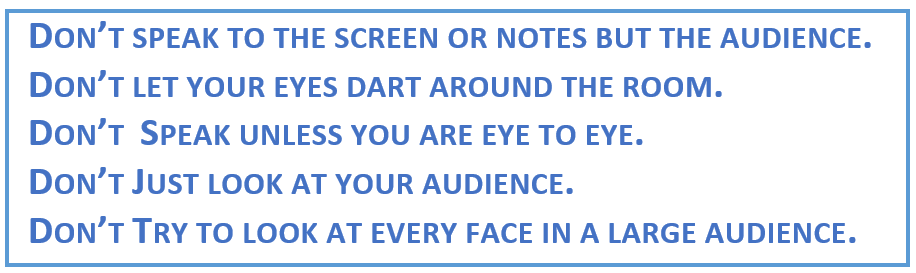 Don't speak to the screen or notes but the audience.
Don't let your eyes dart around the room.
Don't  Speak unless you are eye to eye.
Don't Just look at your audience.
Don't Try to look at every face in a large audience.